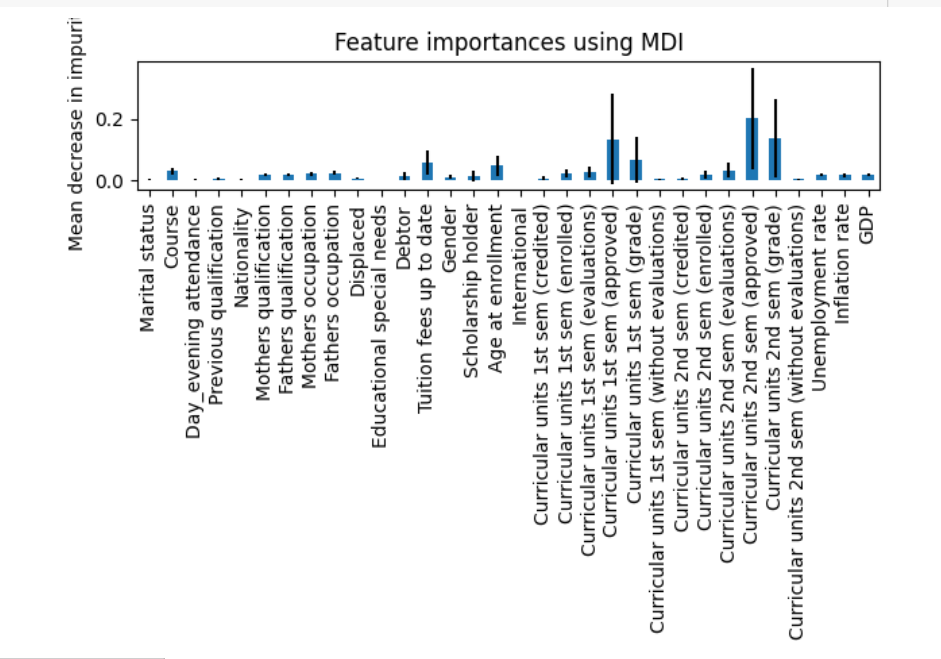 Feature importances using MDI
Mean decrease in impuri
0.2
0.0
Marital status
Course
Day_evening attendance
Previous qualification
Nationality
Mothers qualification
Fathers qualification
Mothers occupation
Fathers occupation
Displaced
Educational special needs
Debtor
Tuition fees up to date
Gender
Scholarship holder
Age at enrollment
International
Curricular units 1st sem (credited)
Curricular units 1st sem (enrolled)
Curricular units 1st sem (evaluations)
Curricular units 1st sem (approved)
Curricular units 1st sem (grade)
Curricular units 1st sem (without evaluations)
Curricular units 2nd sem (credited)
Curricular units 2nd sem (enrolled)
Curricular units 2nd sem (evaluations)
Curricular units 2nd sem (approved)
Curricular units 2nd sem (grade)
Curricular units 2nd sem (without evaluations)
Unemployment rate
Inflation rate
GDP